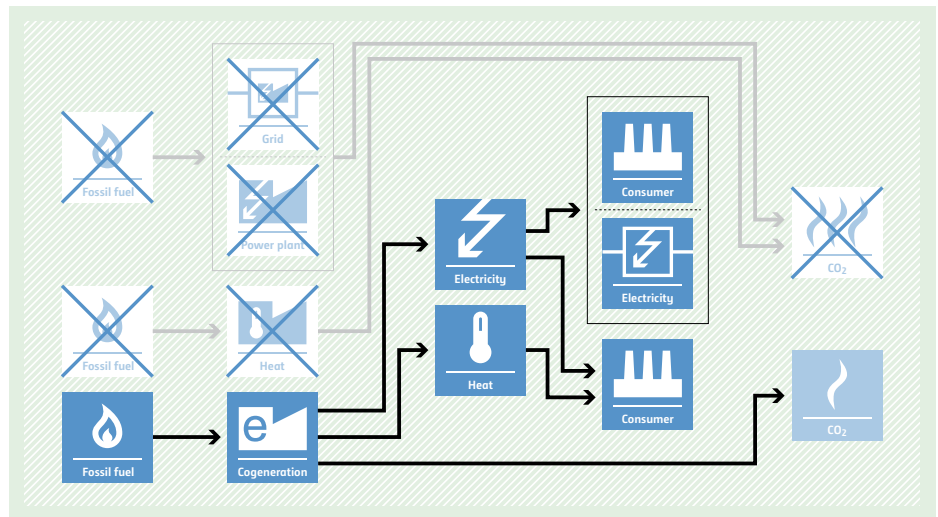 Grid
Fossil fuel
Power plant
Consumer
CO2
Electricity
Electricity
Fossil fuel
Heat
Heat
Consumer
CO2
e
Fossil fuel
Cogeneration